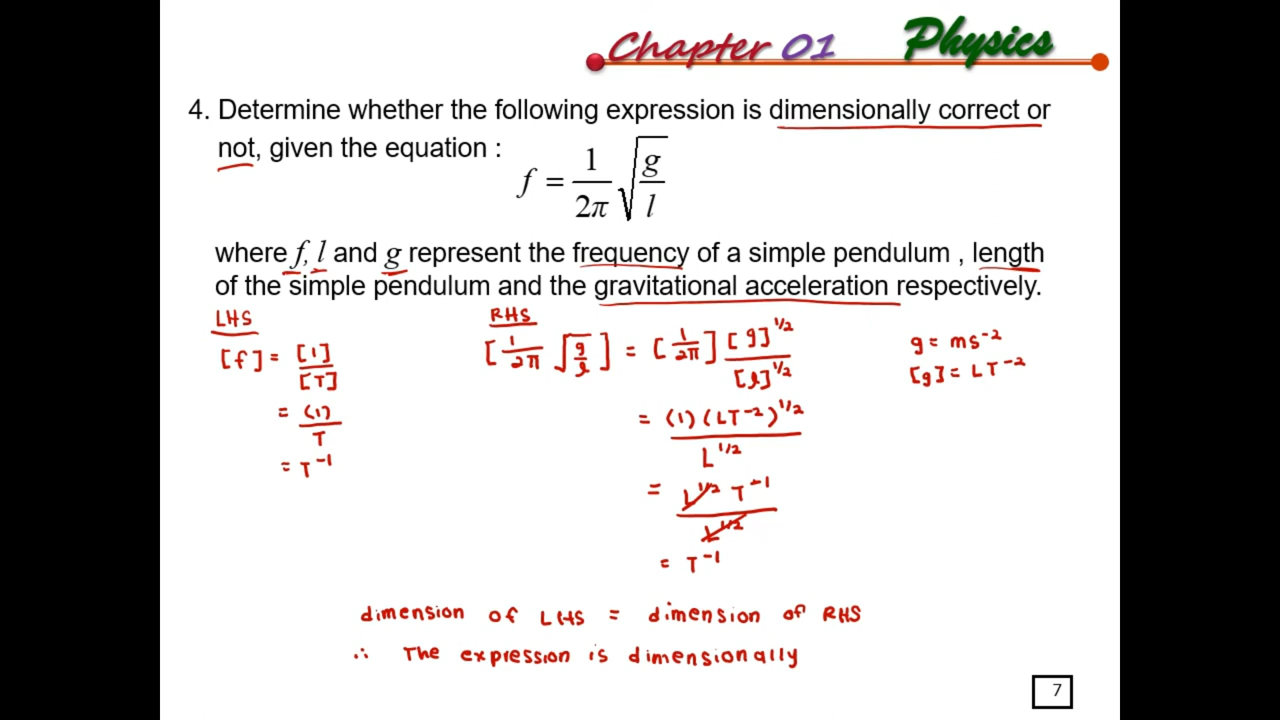 Chapter 01 Physics
4. Determine whether the following expression is dimensionally correct or
not, given the equation :
f = 1/2π √(g/l)
where f, l and g represent the frequency of a simple pendulum , length
of the simple pendulum and the gravitational acceleration respectively.
LHS
[f] = [1]/[T]
= (1)/T
= T⁻¹
RHS
[1/2π √(g/l)] = [1/2π] [g]^1/2 / [l]^1/2
= (1)(LT⁻²)^1/2 / L^1/2
= L^1/2 T⁻¹ / L^1/2
= T⁻¹
g = ms⁻²
[g] = LT⁻²
dimension of LHS = dimension of RHS
∴ The expression is dimensionally
7